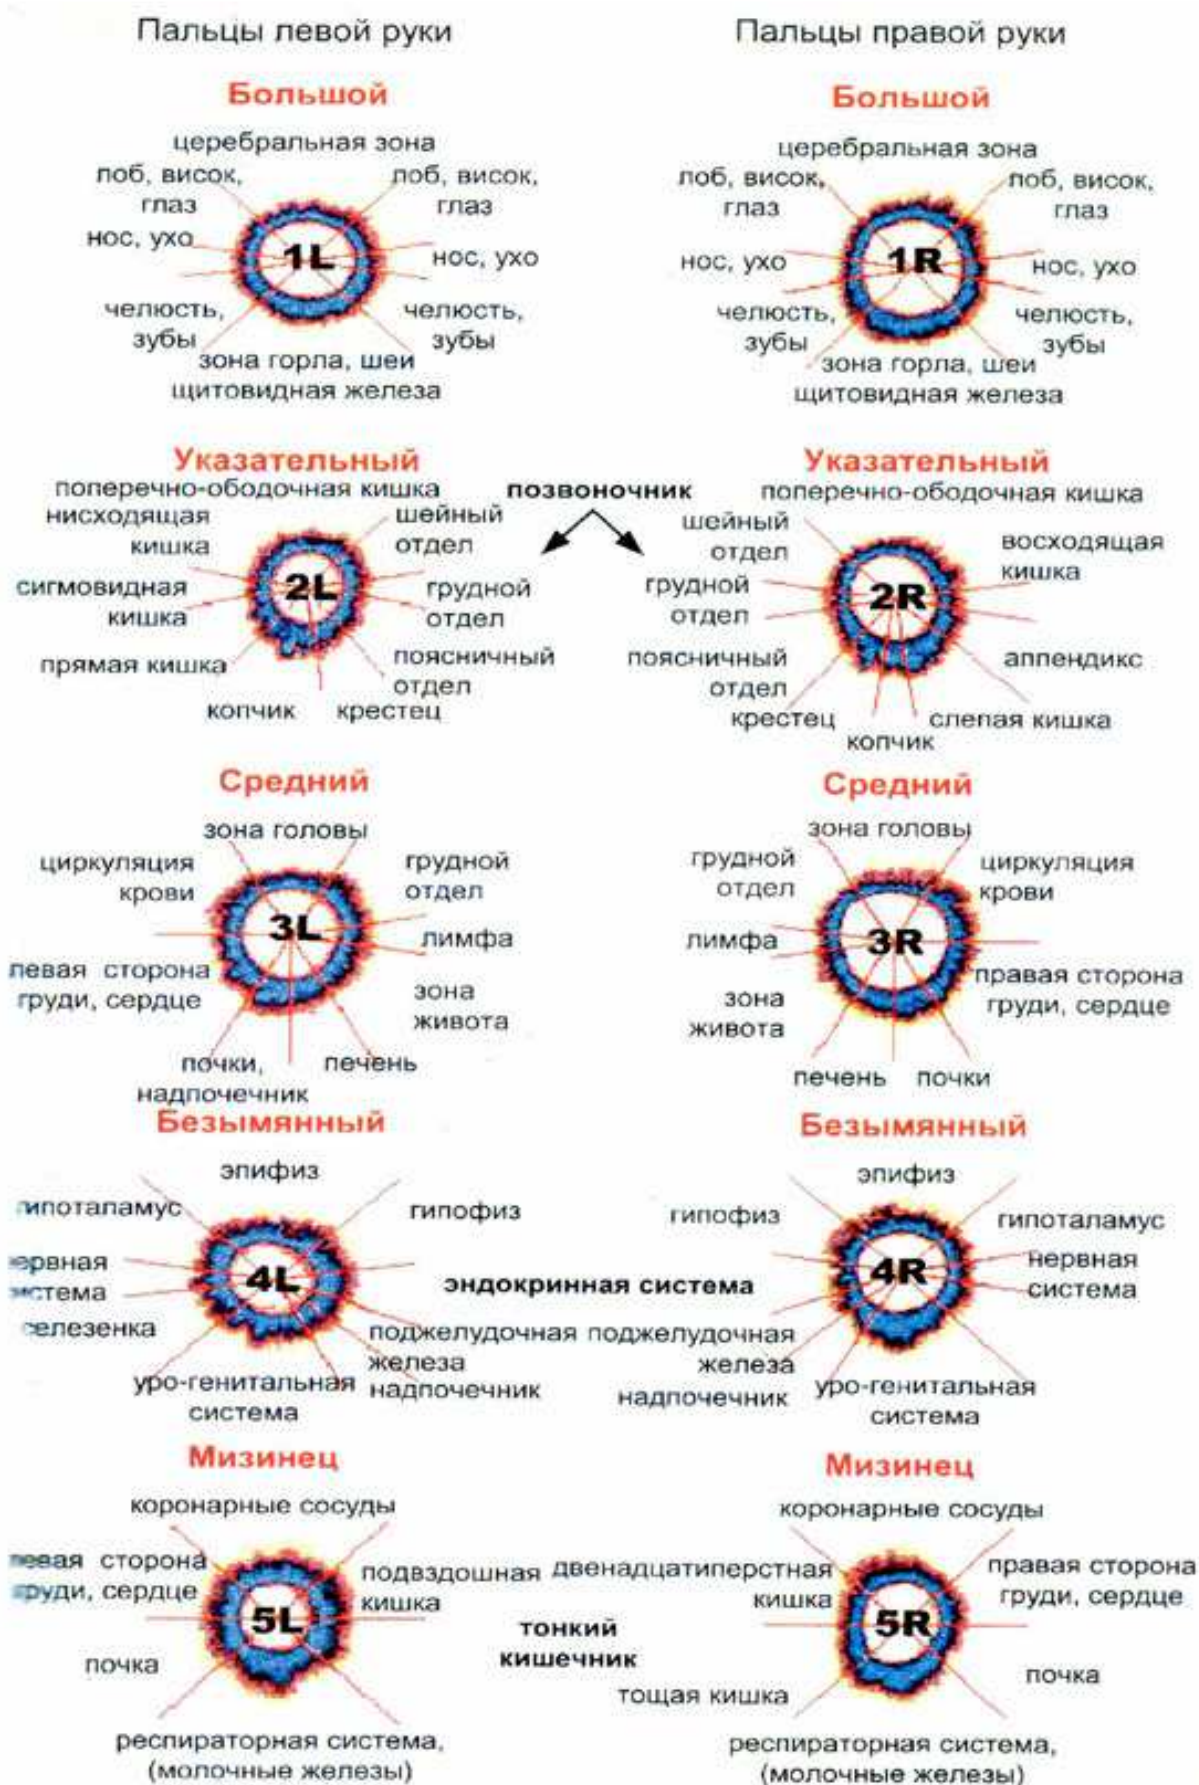 Пальцы левой руки
Пальцы правой руки
Большой
церебральная зона
лоб, висок,
глаз
лоб, висок,
глаз
нос, ухо
1L
нос, ухо
челюсть,
зубы
челюсть,
зубы
зона горла, шеи
щитовидная железа
Большой
церебральная зона
лоб, висок,
глаз
лоб, висок,
глаз
нос, ухо
1R
нос, ухо
челюсть,
зубы
челюсть,
зубы
зона горла, шеи
щитовидная железа
Указательный
поперечно-ободочная кишка
нисходящая
кишка
шейный
отдел
сигмовидная
кишка
2L
грудной
отдел
прямая кишка
поясничный
отдел
копчик
крестец
позвоночник
Указательный
поперечно-ободочная кишка
шейный
отдел
восходящая
кишка
грудной
отдел
2R
поясничный
отдел
аппендикс
крестец
слепая кишка
копчик
Средний
зона головы
циркуляция
крови
грудной
отдел
3L
лимфа
левая сторона
груди, сердце
зона
живота
почки,
надпочечник
печень
Средний
зона головы
грудной
отдел
циркуляция
крови
лимфа
3R
правая сторона
груди, сердце
зона
живота
печень
почки
Безымянный
эпифиз
гипоталамус
гипофиз
нервная
система
4L
селезенка
поджелудочная
железа
уро-генитальная
система
надпочечник
эндокринная система
Безымянный
эпифиз
гипофиз
гипоталамус
4R
нервная
система
поджелудочная
железа
надпочечник
уро-генитальная
система
Мизинец
коронарные сосуды
левая сторона
груди, сердце
подвздошная
кишка
5L
почка
респираторная система,
(молочные железы)
тонкий
кишечник
Мизинец
коронарные сосуды
двенадцатиперстная
кишка
правая сторона
груди, сердце
5R
тощая кишка
почка
респираторная система,
(молочные железы)